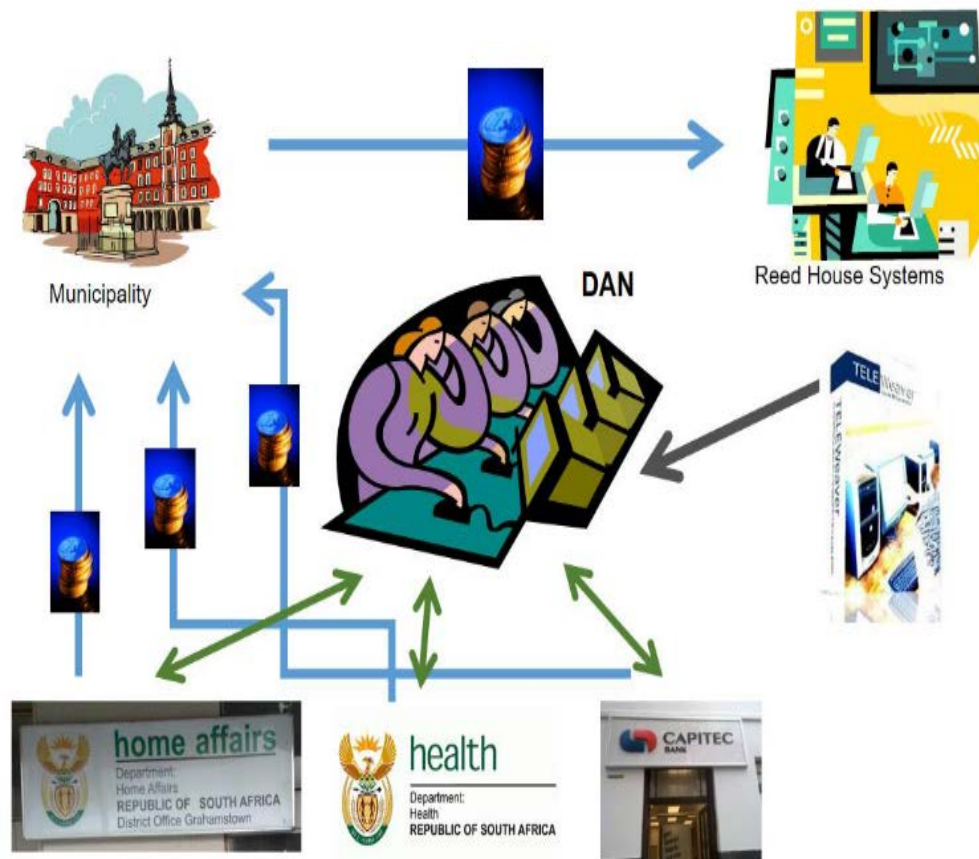 Municipality
Reed House Systems
DAN
TELEWeaver
TELEWeaver
home affairs
Department:
Home Affairs
REPUBLIC OF SOUTH AFRICA
District Office Grahamstown
health
Department:
Health
REPUBLIC OF SOUTH AFRICA
CAPITEC
BANK